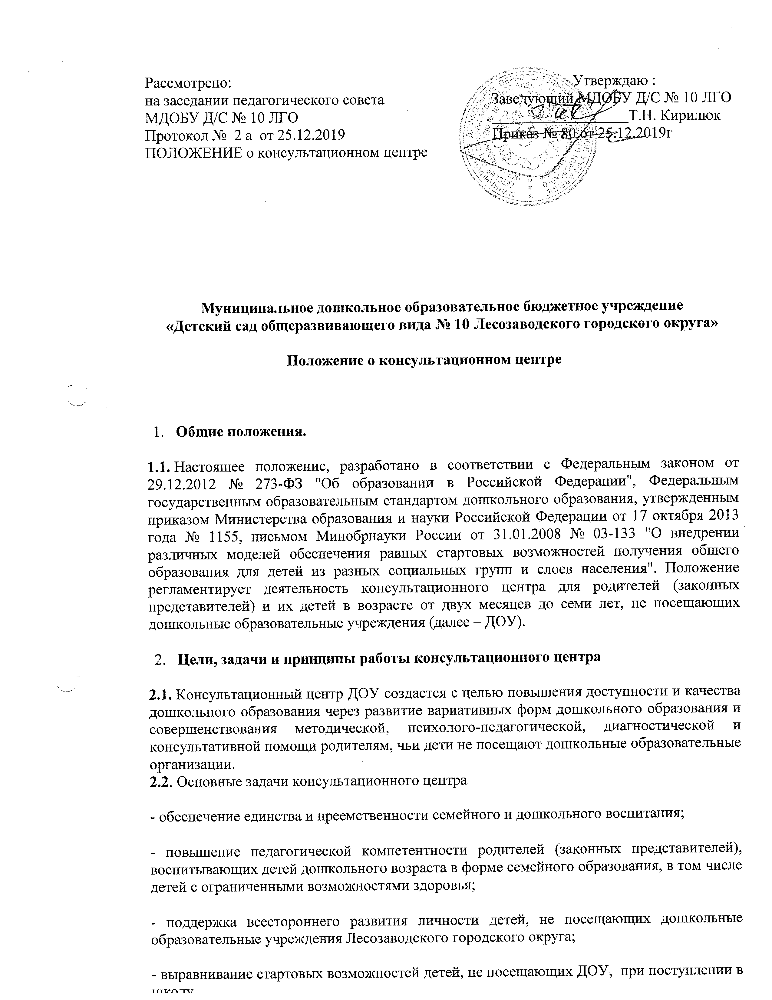 Рассмотрено:
на заседании педагогического совета
МДОБУ Д/С № 10 ЛГО
Протокол № 2 а от 25.12.2019
ПОЛОЖЕНИЕ о консультационном центре
Утверждаю :
Заведующий МДОБУ Д/С № 10 ЛГО
Т.Н. Кирилюк
Приказ № 80 от 25.12.2019г
Муниципальное дошкольное образовательное бюджетное учреждение
«Детский сад общеразвивающего вида № 10 Лесозаводского городского округа»
Положение о консультационном центре
1. Общие положения.
1.1. Настоящее положение, разработано в соответствии с Федеральным законом от
29.12.2012 № 273-ФЗ "Об образовании в Российской Федерации", Федеральным
государственным образовательным стандартом дошкольного образования, утвержденным
приказом Министерства образования и науки Российской Федерации от 17 октября 2013
года № 1155, письмом Минобрнауки России от 31.01.2008 № 03-133 "О внедрении
различных моделей обеспечения равных стартовых возможностей получения общего
образования для детей из разных социальных групп и слоев населения". Положение
регламентирует деятельность консультационного центра для родителей (законных
представителей) и их детей в возрасте от двух месяцев до семи лет, не посещающих
дошкольные образовательные учреждения (далее – ДОУ).
2. Цели, задачи и принципы работы консультационного центра
2.1. Консультационный центр ДОУ создается с целью повышения доступности и качества
дошкольного образования через развитие вариативных форм дошкольного образования и
совершенствования методической, психолого-педагогической, диагностической и
консультативной помощи родителям, чьи дети не посещают дошкольные образовательные
организации.
2.2. Основные задачи консультационного центра
- обеспечение единства и преемственности семейного и дошкольного воспитания;
- повышение педагогической компетентности родителей (законных представителей),
воспитывающих детей дошкольного возраста в форме семейного образования, в том числе
детей с ограниченными возможностями здоровья;
- поддержка всестороннего развития личности детей, не посещающих дошкольные
образовательные учреждения Лесозаводского городского округа;
- выравнивание стартовых возможностей детей, не посещающих ДОУ, при поступлении в
школу